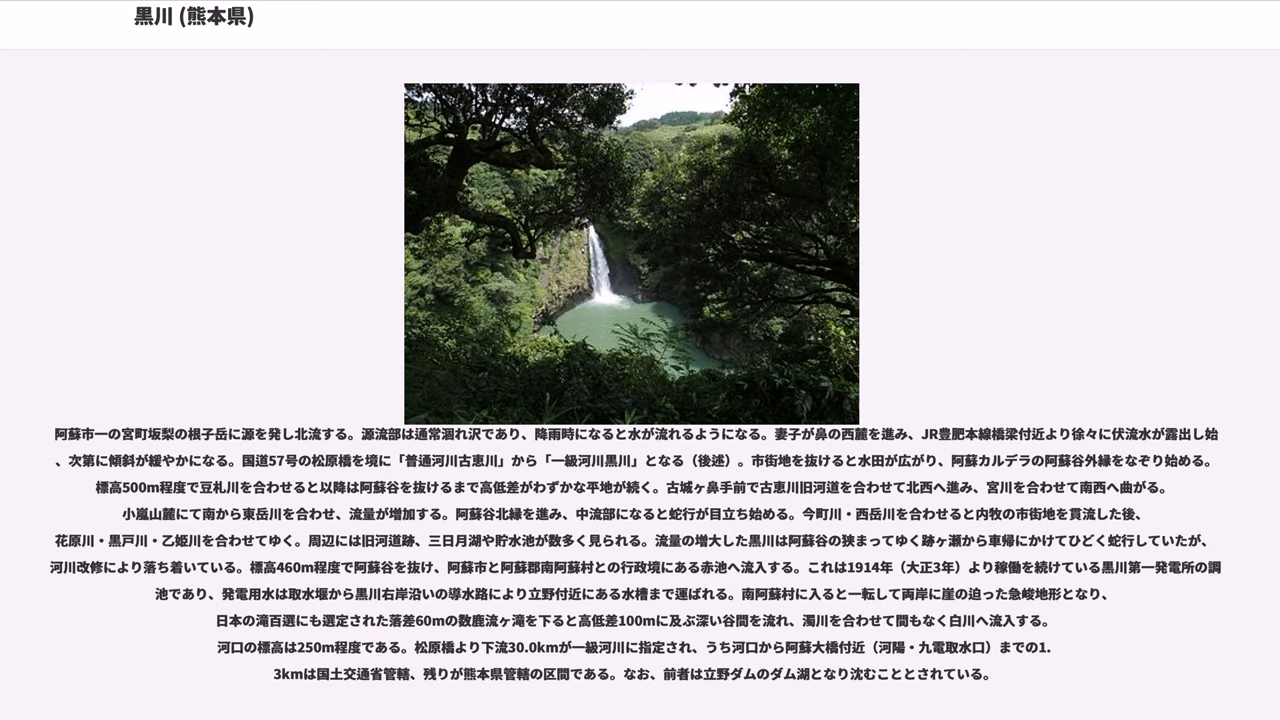 黒川 (熊本県)
阿蘇市一の宮町坂梨の根子岳に源を発し北流する。源流部は通常涸れ沢であり、降雨時になると水が流れるようになる。妻子が鼻の西麓を進み、JR豊肥本線橋梁付近より徐々に伏流水が露出し始
、次第に傾斜が緩やかになる。国道57号の松原橋を境に「普通河川古恵川」から「一級河川黒川」となる（後述）。市街地を抜けると水田が広がり、阿蘇カルデラの阿蘇谷外縁をなぞり始める。
標高500m程度で豆札川を合わせると以降は阿蘇谷を抜けるまで高低差がわずかな平地が続く。古城ヶ鼻手前で古恵川旧河道を合わせて北西へ進み、宮川を合わせて南西へ曲がる。
小嵐山麓にて南から東岳川を合わせ、流量が増加する。阿蘇谷北縁を進み、中流部になると蛇行が目立ち始める。今町川・西岳川を合わせると内牧の市街地を貫流した後、
花原川・黒戸川・乙姫川を合わせてゆく。周辺には旧河道跡、三日月湖や貯水池が数多く見られる。流量の増大した黒川は阿蘇谷の狭まってゆく跡ヶ瀬から車帰にかけてひどく蛇行していたが、
河川改修により落ち着いている。標高460m程度で阿蘇谷を抜け、阿蘇市と阿蘇郡南阿蘇村との行政境にある赤池へ流入する。これは1914年（大正3年）より稼働を続けている黒川第一発電所の調
池であり、発電用水は取水堰から黒川右岸沿いの導水路により立野付近にある水槽まで運ばれる。南阿蘇村に入ると一転して両岸に崖の迫った急峻地形となり、
日本の滝百選にも選定された落差60mの数鹿流ヶ滝を下ると高低差100mに及ぶ深い谷間を流れ、濁川を合わせて間もなく白川へ流入する。
河口の標高は250m程度である。松原橋より下流30.0kmが一級河川に指定され、うち河口から阿蘇大橋付近（河陽・九電取水口）までの1.
3kmは国土交通省管轄、残りが熊本県管轄の区間である。なお、前者は立野ダムのダム湖となり沈むこととされている。